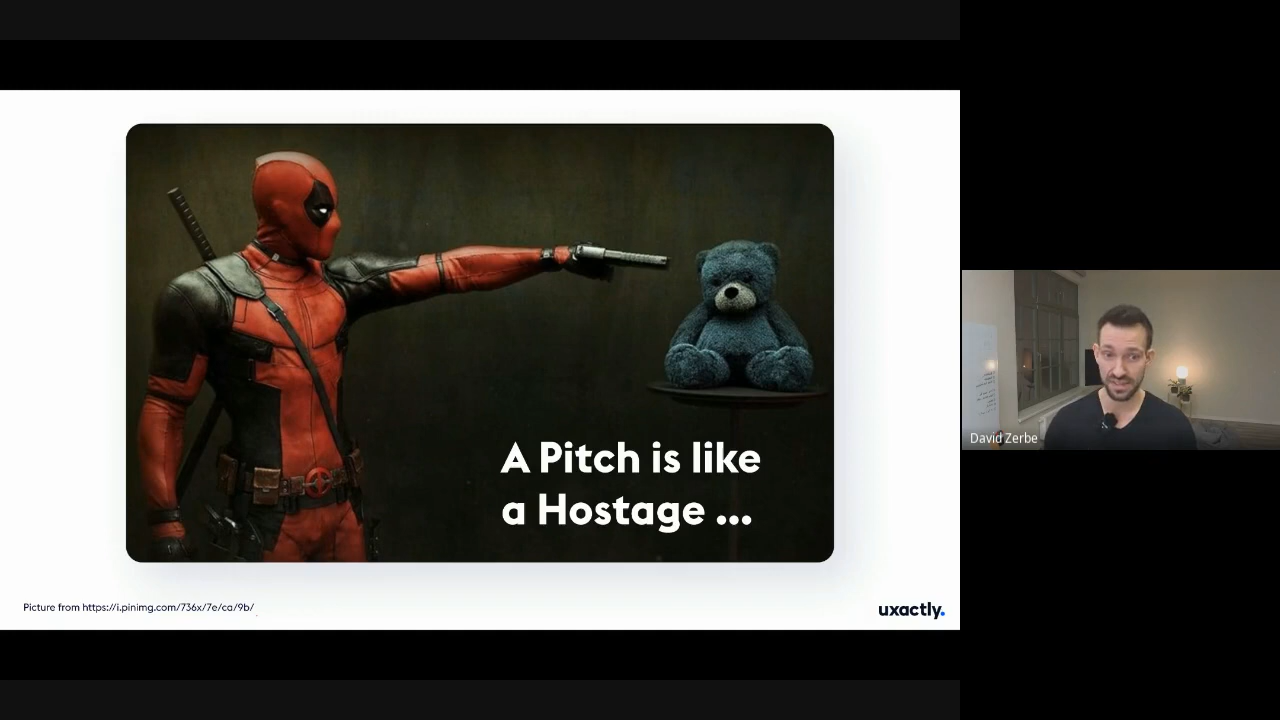 A Pitch is like
a Hostage ...
Picture from https://i.pinimg.com/736x/7e/ca/9b/
uxactly.
David Zerbe